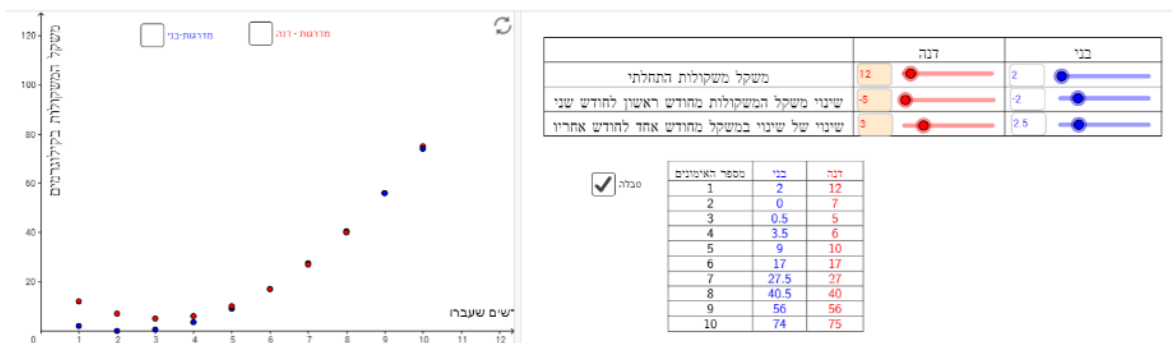 משקל המשקולות בקילוגרמים
מדרגות-בני
מדרגות - דנה
120
100
80
60
40
20
0
1 2 3 4 5 6 7 8 9 10 11 12
שים שעברו
דנה בני
משקל משקולות התחלתי 12 2
שינוי משקל המשקולות מחודש ראשון לחודש שני -5 -2
שינוי של שינוי במשקל מחודש אחד לחודש אחריו 3 2.5
טבלה
מספר האימונים בני דנה
1 2 12
2 0 7
3 0.5 5
4 3.5 6
5 9 10
6 17 17
7 27.5 27
8 40.5 40
9 56 56
10 74 75